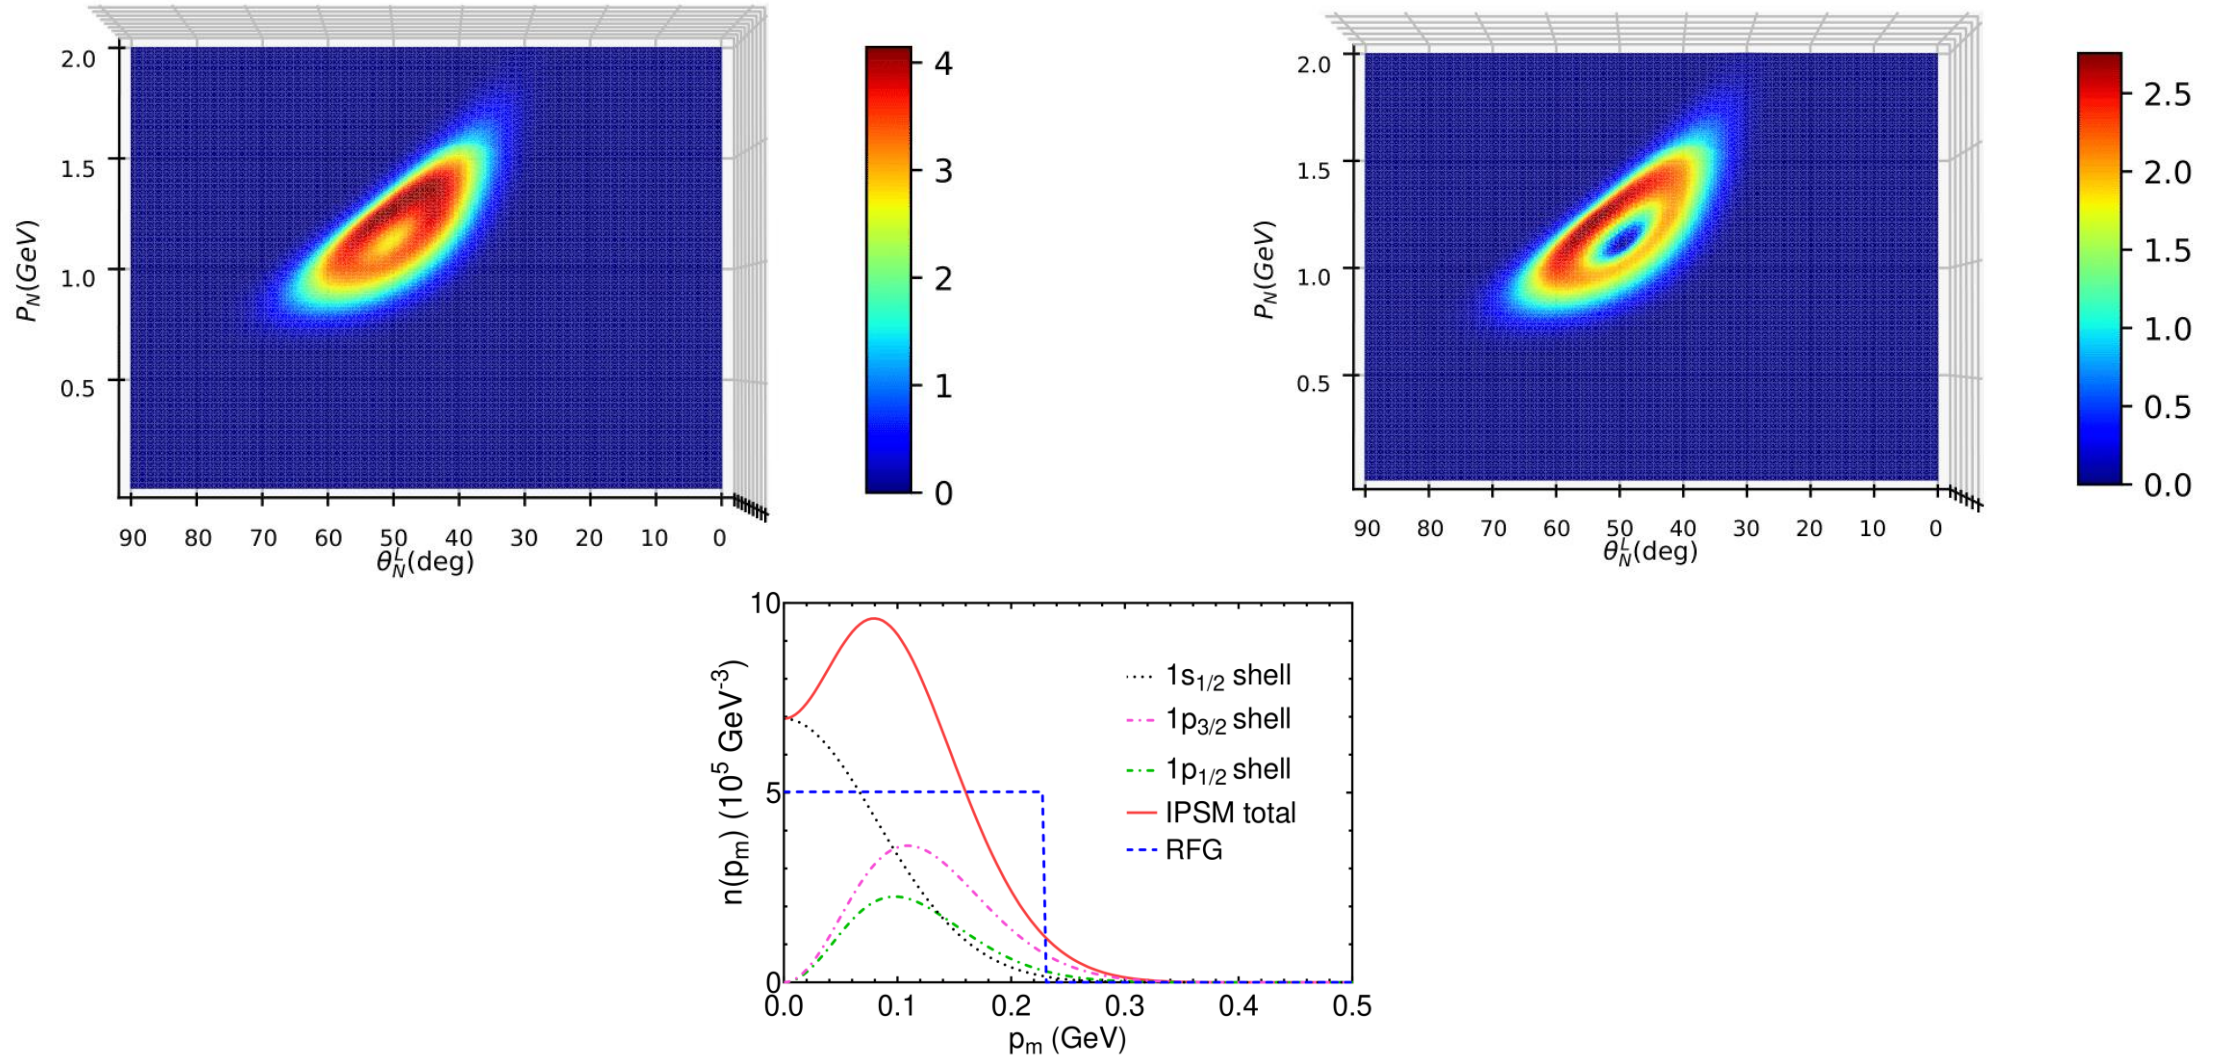 2.0
1.5
1.0
0.5
P_N(GeV)
90 80 70 60 50 40 30 20 10 0
θ_N^L(deg)
4
3
2
1
0
2.0
1.5
1.0
0.5
P_N(GeV)
90 80 70 60 50 40 30 20 10 0
θ_N^L(deg)
2.5
2.0
1.5
1.0
0.5
0.0
10
5
0
n(p_m) (10^5 GeV^-3)
1s_1/2 shell
1p_3/2 shell
1p_1/2 shell
IPSM total
RFG
0.0 0.1 0.2 0.3 0.4 0.5
p_m (GeV)